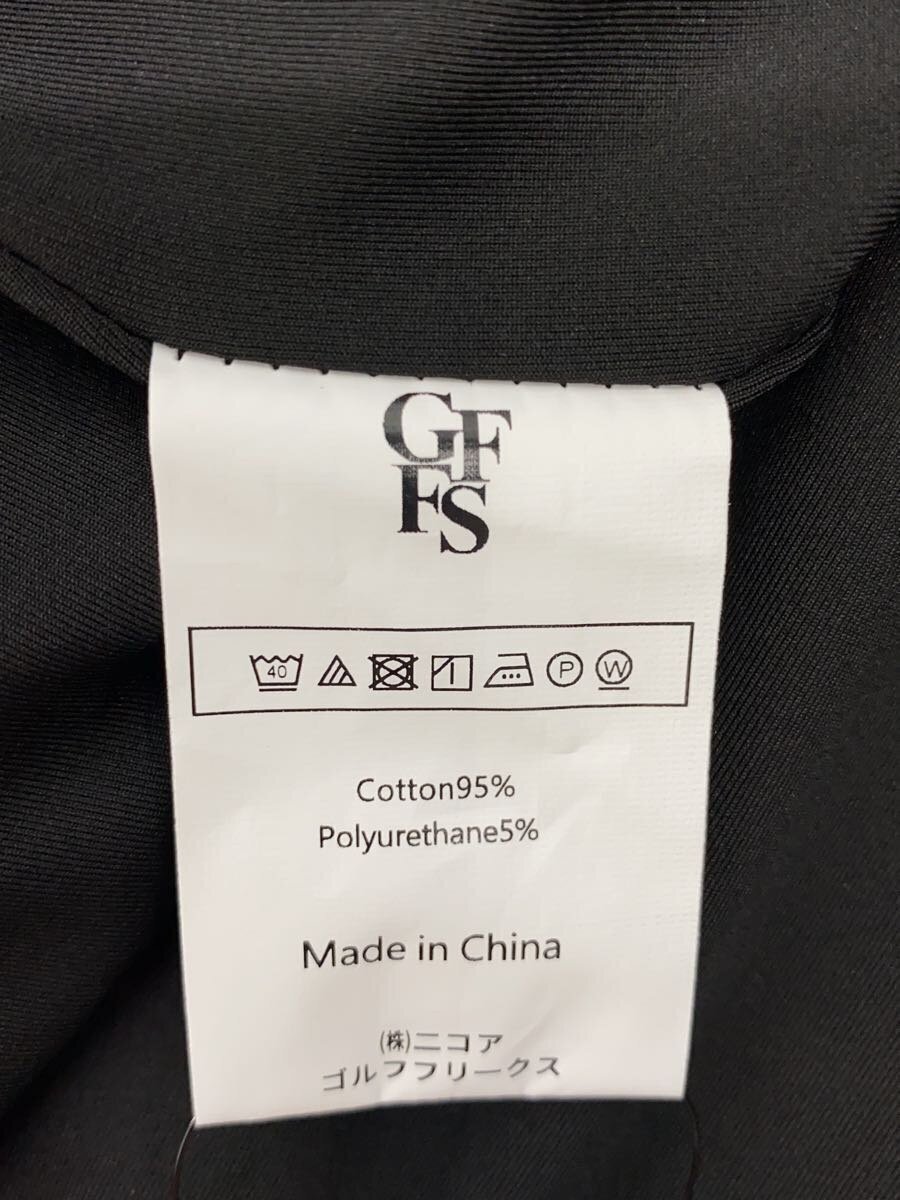 GF
FS
40
P
W
Cotton95%
Polyurethane5%
Made in China
(株)ニコア
ゴルフフリークス